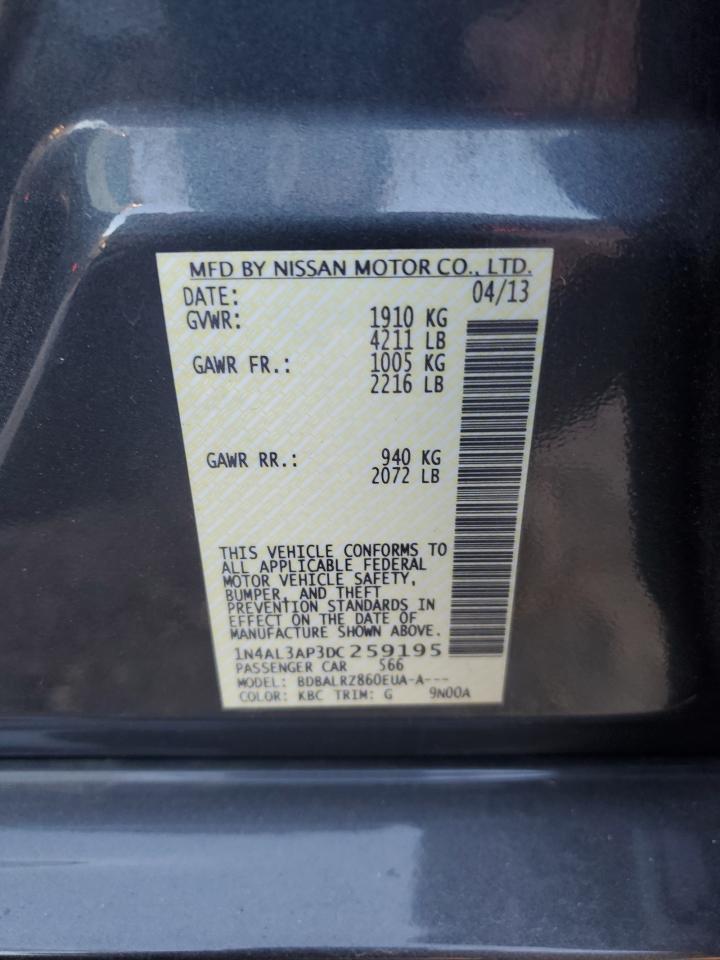 MFD BY NISSAN MOTOR CO., LTD.
DATE: 04/13
GVWR: 1910 KG
4211 LB
GAWR FR.: 1005 KG
2216 LB
GAWR RR.: 940 KG
2072 LB
THIS VEHICLE CONFORMS TO
ALL APPLICABLE FEDERAL
MOTOR VEHICLE SAFETY,
BUMPER, AND THEFT
PREVENTION STANDARDS IN
EFFECT ON THE DATE OF
MANUFACTURE SHOWN ABOVE.
1N4AL3AP3DC259195
PASSENGER CAR 566
MODEL: BDBALRZ860EUA-A---
COLOR: KBC TRIM: G 9N00A